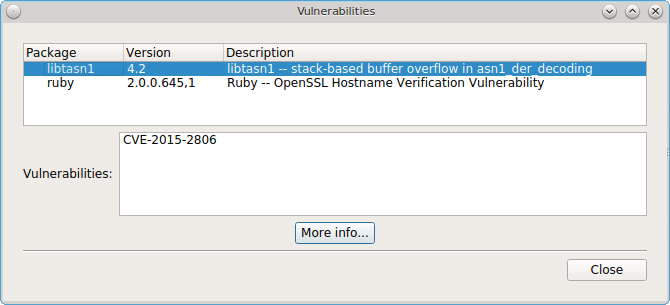 Vulnerabilities
Package Version Description
libtasn1 4.2 libtasn1 -- stack-based buffer overflow in asn1_der_decoding
ruby 2.0.0.645,1 Ruby -- OpenSSL Hostname Verification Vulnerability
CVE-2015-2806
Vulnerabilities:
More info...
Close